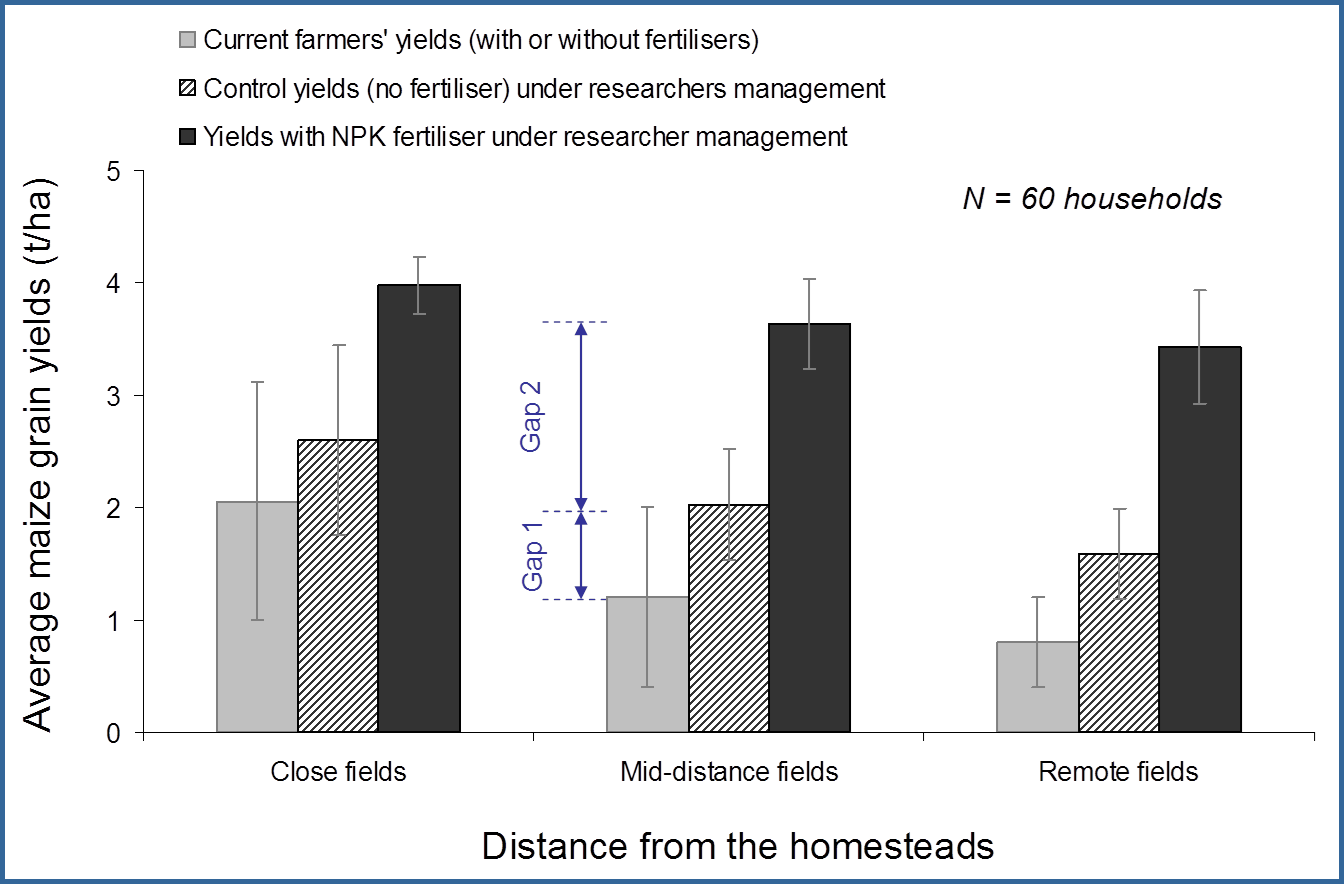 Current farmers' yields (with or without fertilisers)
Control yields (no fertiliser) under researchers management
Yields with NPK fertiliser under researcher management
Average maize grain yields (t/ha)
5
4
3
2
1
0
N = 60 households
Gap 2
Gap 1
Close fields
Mid-distance fields
Remote fields
Distance from the homesteads